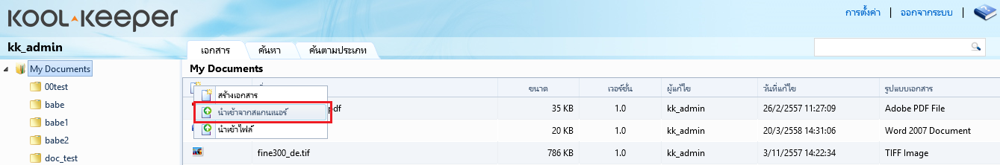 KOOL-KEEPER
การตั้งค่า | ออกจากระบบ |
kk_admin
เอกสาร ค้นหา ค้นตามประเภท
My Documents
00test
babe
babe1
babe2
doc_test
My Documents
ขนาด เวอร์ชั่น ผู้แก้ไข วันที่แก้ไข รูปแบบเอกสาร
สร้างเอกสาร
นำเข้าจากสแกนเนอร์
นำเข้าไฟล์
pdf 35 KB 1.0 kk_admin 26/2/2557 11:27:09 Adobe PDF File
20 KB 1.0 kk_admin 20/3/2558 14:31:06 Word 2007 Document
fine300_de.tif 786 KB 1.0 kk_admin 3/11/2557 14:22:34 TIFF Image